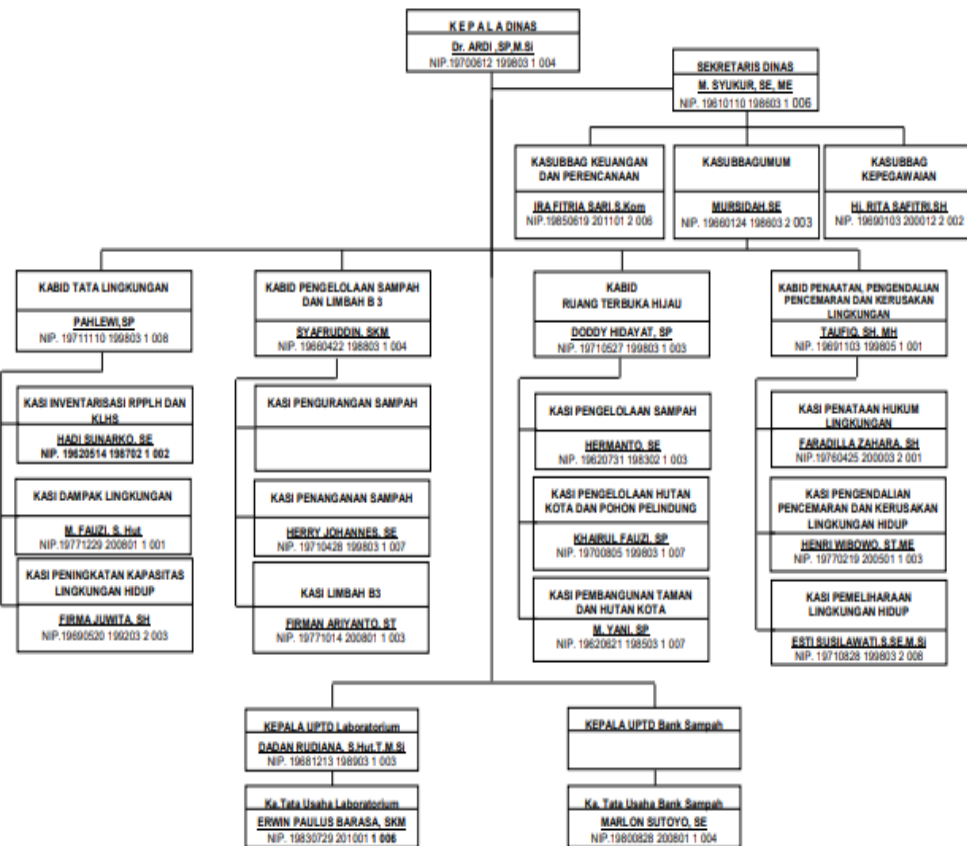 K E P A L A DINAS
Dr. ARDI ,SP,M.Si
NIP.19700612 199803 1 004
SEKRETARIS DINAS
M. SYUKUR, SE, ME
NIP. 19610110 198603 1 006
KASUBBAG KEUANGAN
DAN PERENCANAAN
IRA FITRIA SARI.S.Kom
NIP.19850619 201101 2 006
KASUBBAGUMUM
MURSIDAH.SE
NIP. 19660124 198603 2 003
KASUBBAG
KEPEGAWAIAN
Hj. RITA SAFITRI.SH
NIP. 19690103 200012 2 002
KABID TATA LINGKUNGAN
PAHLEWI,SP
NIP. 19711110 199803 1 008
KABID PENGELOLAAN SAMPAH
DAN LIMBAH B 3
SYAFRUDDIN. SKM
NIP. 19660422 198803 1 004
KABID
RUANG TERBUKA HIJAU
DODDY HIDAYAT, SP
NIP. 19710527 199803 1 003
KABID PENAATAN, PENGENDALIAN
PENCEMARAN DAN KERUSAKAN
LINGKUNGAN
TAUFIQ. SH. MH
NIP. 19691103 199805 1 001
KASI INVENTARISASI RPPLH DAN
KLHS
HADI SUNARKO. SE
NIP. 19620514 198702 1 002
KASI DAMPAK LINGKUNGAN
M. FAUZI. S. Hut
NIP.19771229 200801 1 001
KASI PENINGKATAN KAPASITAS
LINGKUNGAN HIDUP
FIRMA JUWITA. SH
NIP.19690520 199203 2 003
KASI PENGURANGAN SAMPAH
KASI PENANGANAN SAMPAH
HERRY JOHANNES. SE
NIP. 19710428 199803 1 007
KASI LIMBAH B3
FIRMAN ARIYANTO. ST
NIP. 19771014 200801 1 003
KASI PENGELOLAAN SAMPAH
HERMANTO. SE
NIP. 19620731 198302 1 003
KASI PENGELOLAAN HUTAN
KOTA DAN POHON PELINDUNG
KHAIRUL FAUZI. SP
NIP. 19700805 199803 1 007
KASI PEMBANGUNAN TAMAN
DAN HUTAN KOTA
M. YANI. SP
NIP. 19620621 198503 1 007
KASI PENATAAN HUKUM
LINGKUNGAN
FARADILLA ZAHARA. SH
NIP.19760425 200003 2 001
KASI PENGENDALIAN
PENCEMARAN DAN KERUSAKAN
LINGKUNGAN HIDUP
HENRI WIBOWO. ST.ME
NIP. 19770219 200501 1 003
KASI PEMELIHARAAN
LINGKUNGAN HIDUP
ESTI SUSILAWATI.S.SE.M.Si
NIP. 19710828 199803 2 008
KEPALA UPTD Laboratorium
DADAN RUDIANA. S.Hut.T.M.Si
NIP. 19681213 198903 1 003
Ka.Tata Usaha Laboratorium
ERWIN PAULUS BARASA, SKM
NIP. 19830729 201001 1 006
KEPALA UPTD Bank Sampah
Ka. Tata Usaha Bank Sampah
MARLON SUTOYO, SE
NIP.19800828 200801 1 004